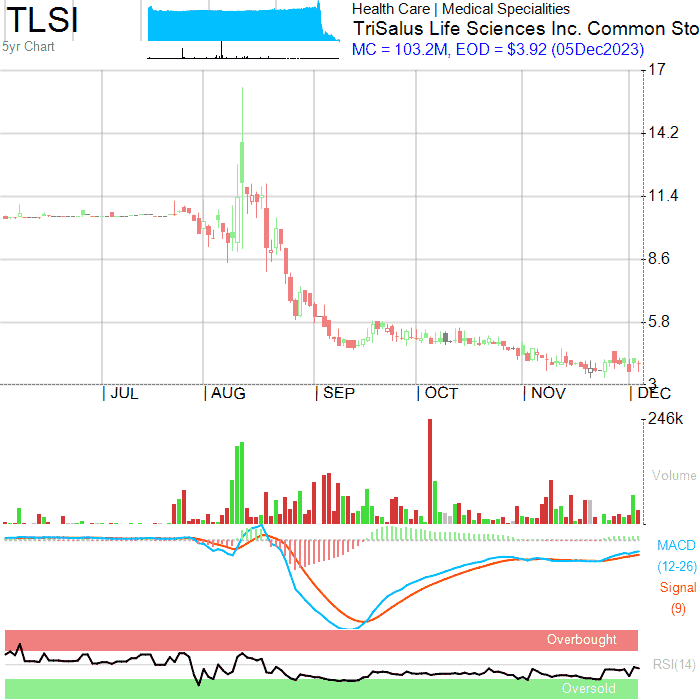 TLSI
5yr Chart
Health Care | Medical Specialities
TriSalus Life Sciences Inc. Common Sto
MC = 103.2M, EOD = $3.92 (05Dec2023)
17
14.2
11.4
8.6
5.8
3
| JUL | AUG | SEP | OCT | NOV | DEC
246k
Volume
MACD
(12-26)
Signal
(9)
Overbought
RSI(14)
Oversold